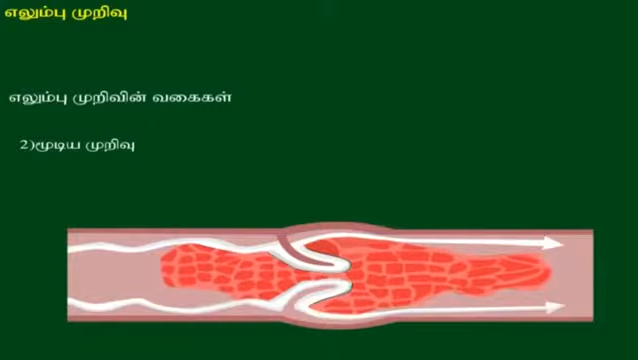 எலும்பு முறிவு
எலும்பு முறிவின் வகைகள்
2)மூடிய முறிவு